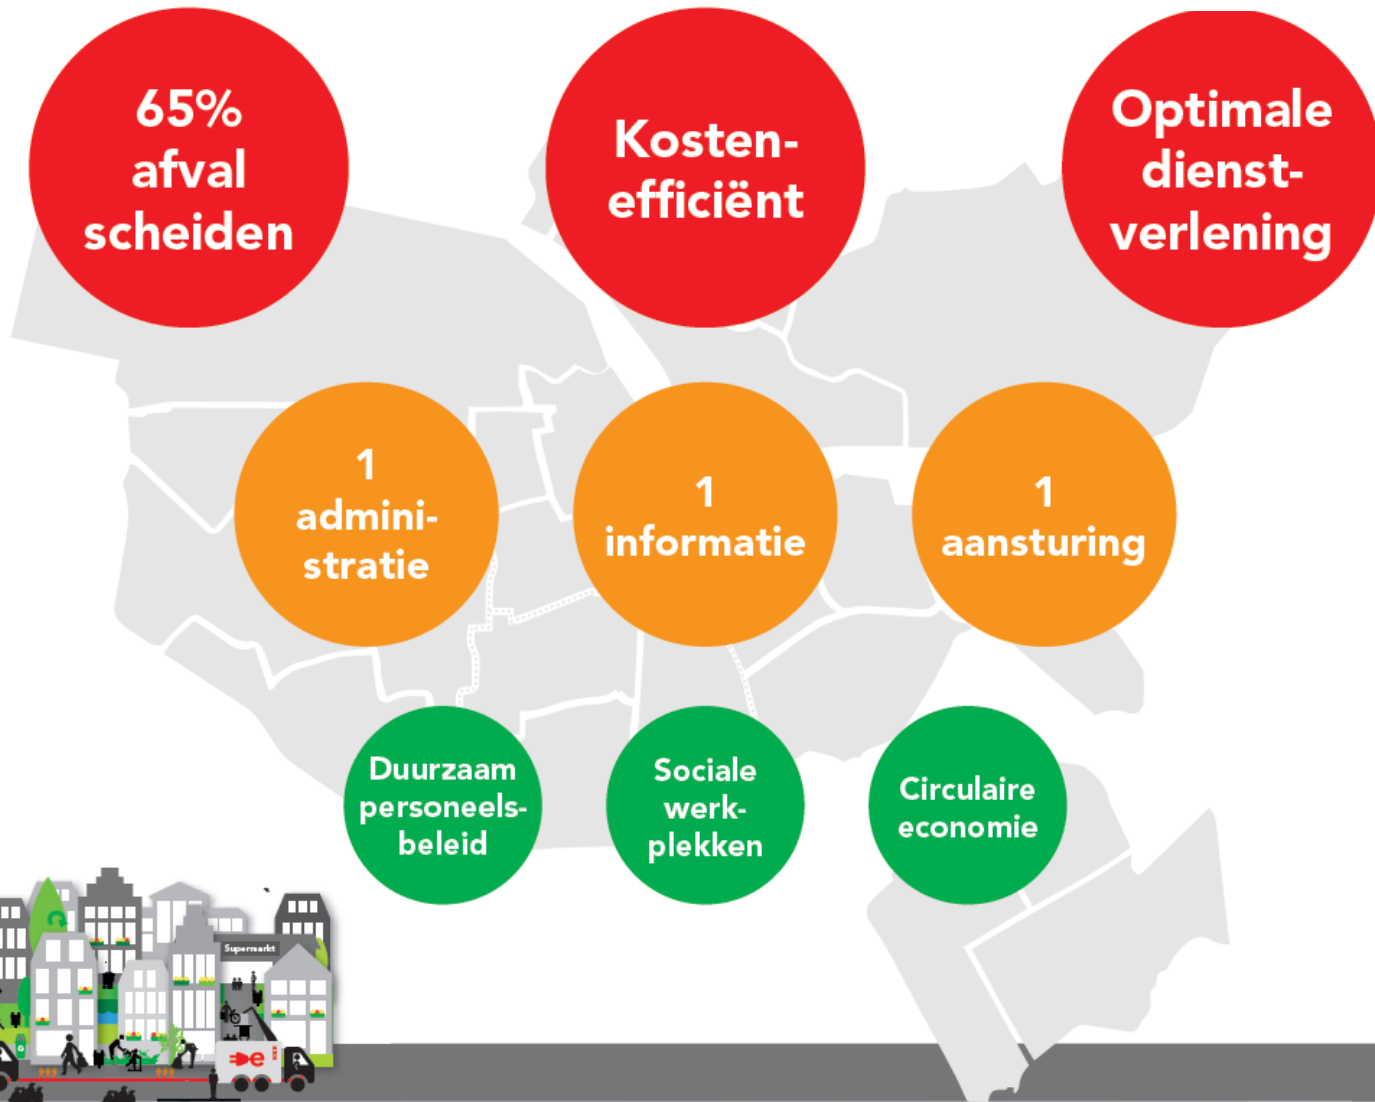 65%
afval
scheiden
Kosten-
efficiënt
Optimale
dienst-
verlening
1
admini-
stratie
1
informatie
1
aansturing
Duurzaam
personeels-
beleid
Sociale
werk-
plekken
Circulaire
economie
Supermarkt
e
xxx